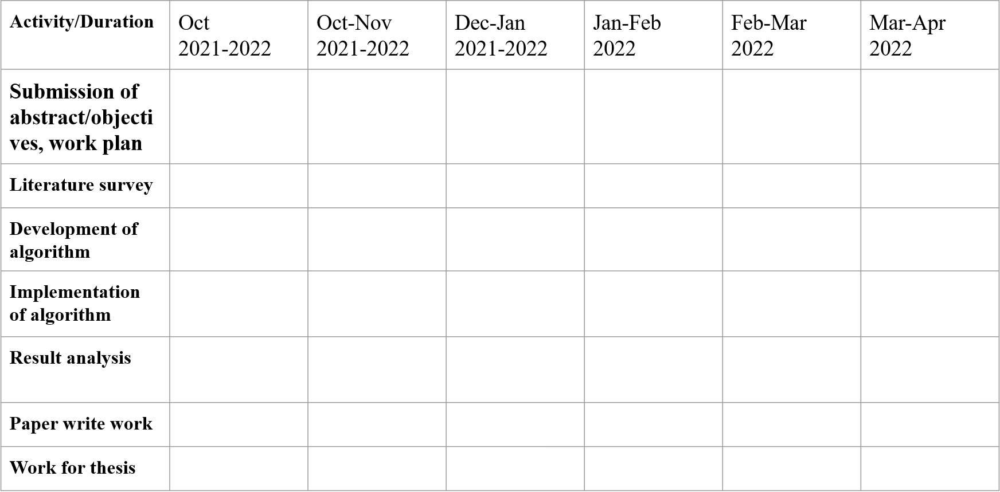 Activity/Duration
Oct
2021-2022
Oct-Nov
2021-2022
Dec-Jan
2021-2022
Jan-Feb
2022
Feb-Mar
2022
Mar-Apr
2022
Submission of
abstract/objecti
ves, work plan
Literature survey
Development of
algorithm
Implementation
of algorithm
Result analysis
Paper write work
Work for thesis